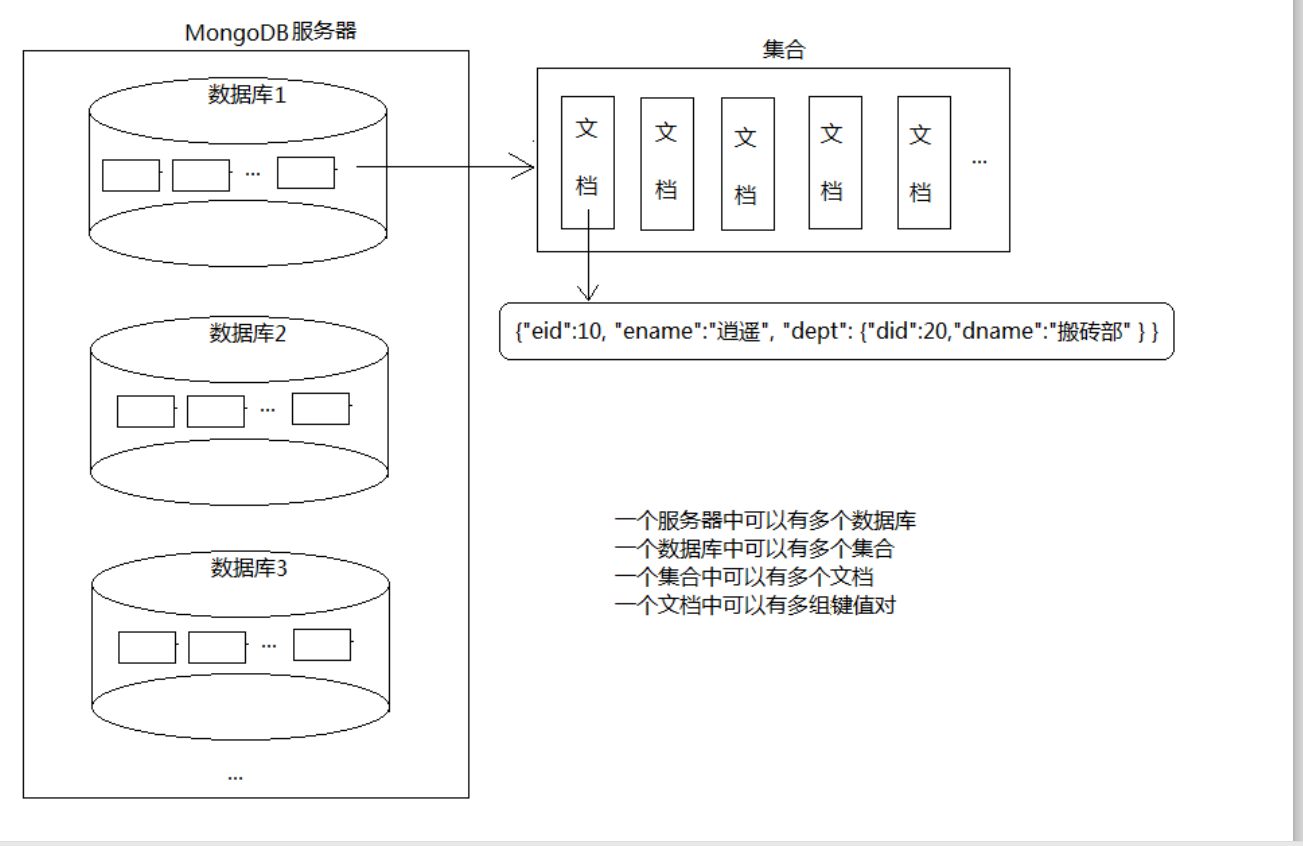 MongoDB服务器
数据库1
...
数据库2
...
数据库3
...
...
集合
文档
文档
文档
文档
文档
...
{"eid":10, "ename":"逍遥", "dept": {"did":20,"dname":"搬砖部" } }
一个服务器中可以有多个数据库
一个数据库中可以有多个集合
一个集合中可以有多个文档
一个文档中可以有多组键值对